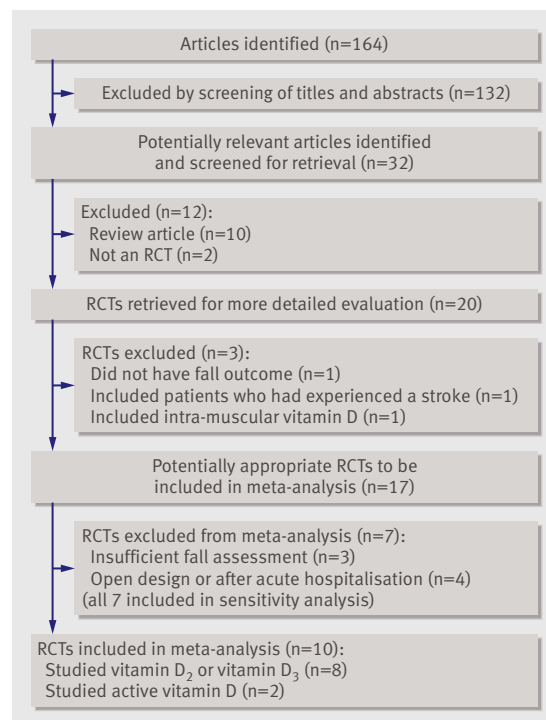 Articles identified (n=164)
Excluded by screening of titles and abstracts (n=132)
Potentially relevant articles identified
and screened for retrieval (n=32)
Excluded (n=12):
Review article (n=10)
Not an RCT (n=2)
RCTs retrieved for more detailed evaluation (n=20)
RCTs excluded (n=3):
Did not have fall outcome (n=1)
Included patients who had experienced a stroke (n=1)
Included intra-muscular vitamin D (n=1)
Potentially appropriate RCTs to be
included in meta-analysis (n=17)
RCTs excluded from meta-analysis (n=7):
Insufficient fall assessment (n=3)
Open design or after acute hospitalisation (n=4)
(all 7 included in sensitivity analysis)
RCTs included in meta-analysis (n=10):
Studied vitamin D₂ or vitamin D₃ (n=8)
Studied active vitamin D (n=2)